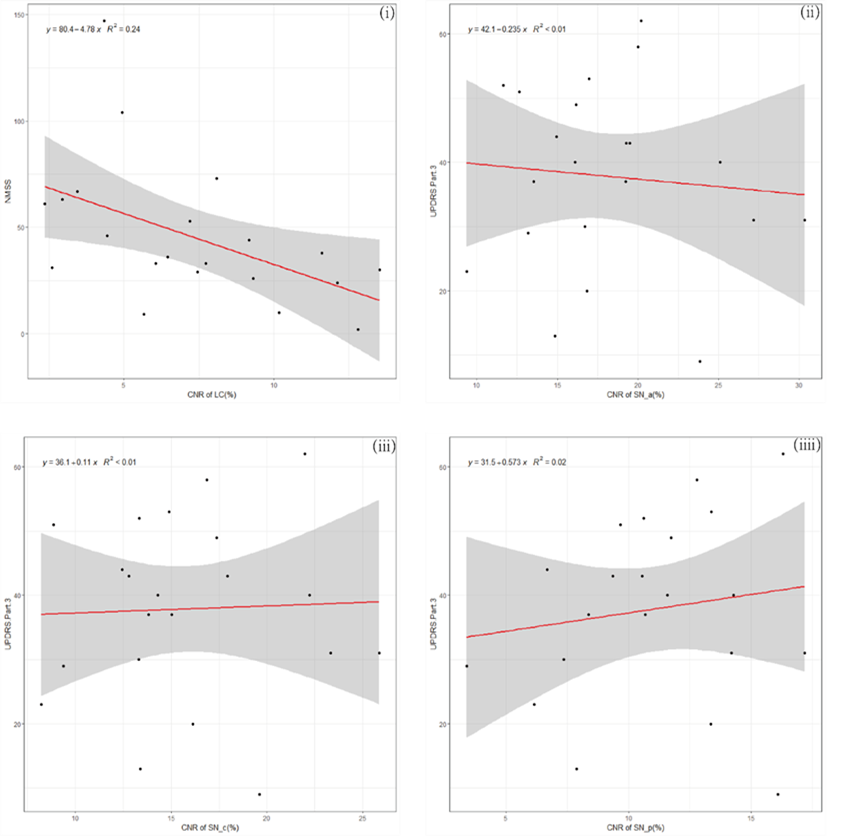 (i)
y = 80.4−4.78 x R² = 0.24
150
100
50
0
NMSS
5 10
CNR of LC(%)
(ii)
y = 42.1−0.235 x R² < 0.01
60
40
20
UPDRS Part.3
10 15 20 25 30
CNR of SN_a(%)
(iii)
y = 36.1+0.11 x R² < 0.01
60
40
20
UPDRS Part.3
10 15 20 25
CNR of SN_c(%)
(iiii)
y = 31.5+0.573 x R² = 0.02
60
40
20
UPDRS Part.3
5 10 15
CNR of SN_p(%)